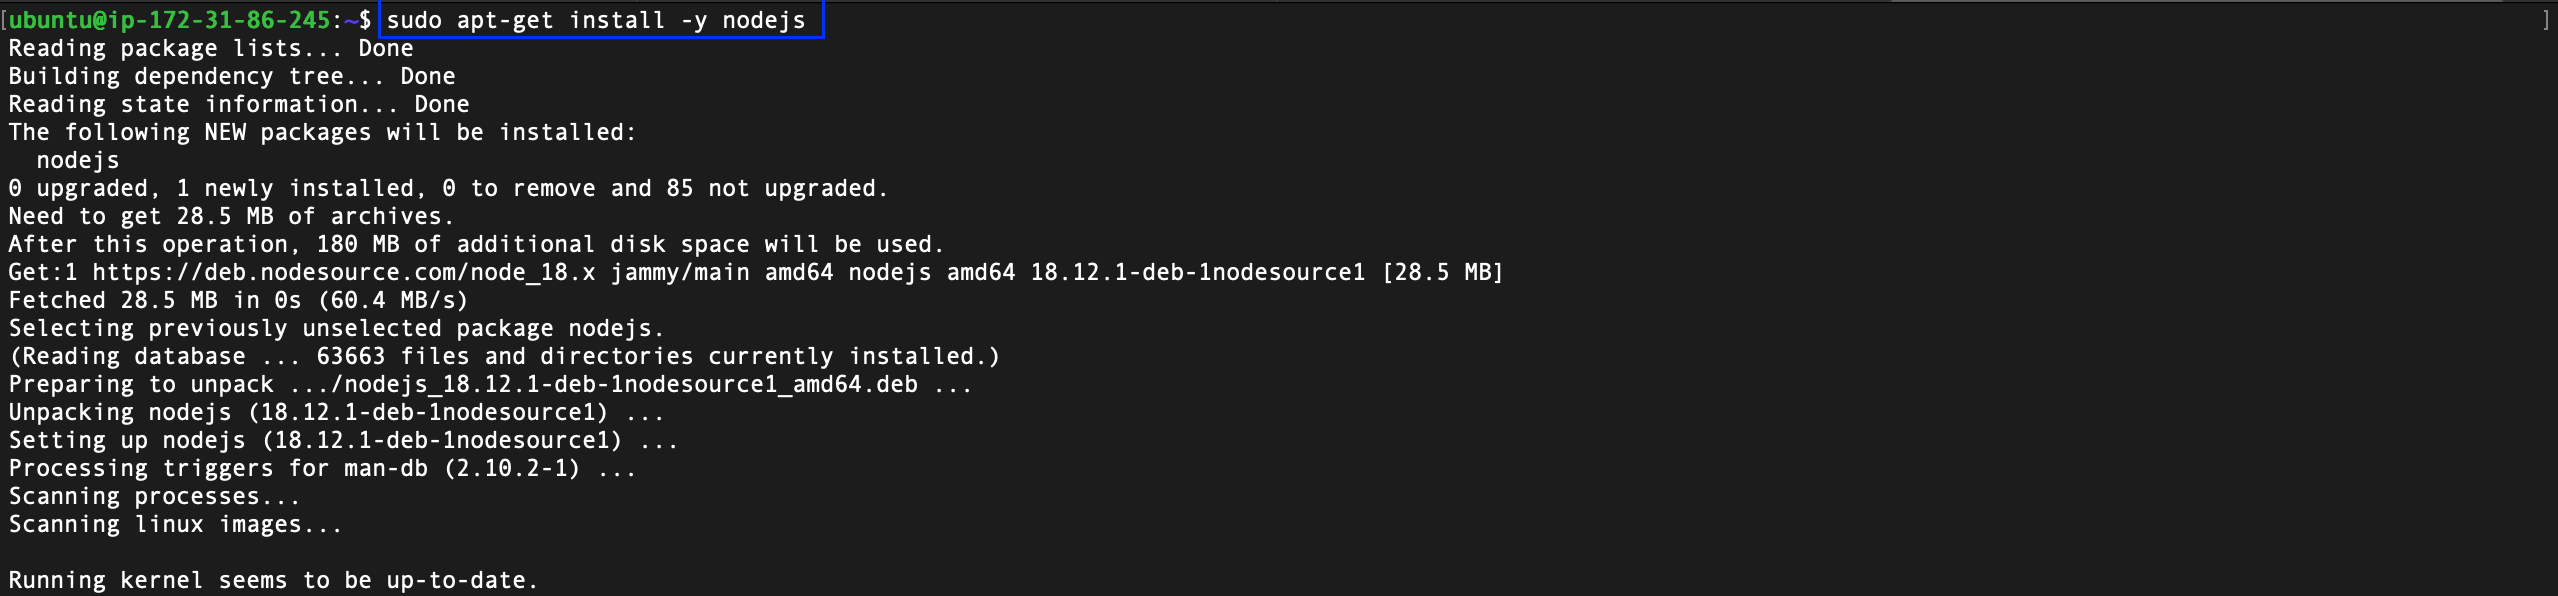 [ubuntu@ip-172-31-86-245:~$ sudo apt-get install -y nodejs ]
Reading package lists... Done
Building dependency tree... Done
Reading state information... Done
The following NEW packages will be installed:
  nodejs
0 upgraded, 1 newly installed, 0 to remove and 85 not upgraded.
Need to get 28.5 MB of archives.
After this operation, 180 MB of additional disk space will be used.
Get:1 https://deb.nodesource.com/node_18.x jammy/main amd64 nodejs amd64 18.12.1-deb-1nodesource1 [28.5 MB]
Fetched 28.5 MB in 0s (60.4 MB/s)
Selecting previously unselected package nodejs.
(Reading database ... 63663 files and directories currently installed.)
Preparing to unpack .../nodejs_18.12.1-deb-1nodesource1_amd64.deb ...
Unpacking nodejs (18.12.1-deb-1nodesource1) ...
Setting up nodejs (18.12.1-deb-1nodesource1) ...
Processing triggers for man-db (2.10.2-1) ...
Scanning processes...
Scanning linux images...
Running kernel seems to be up-to-date.